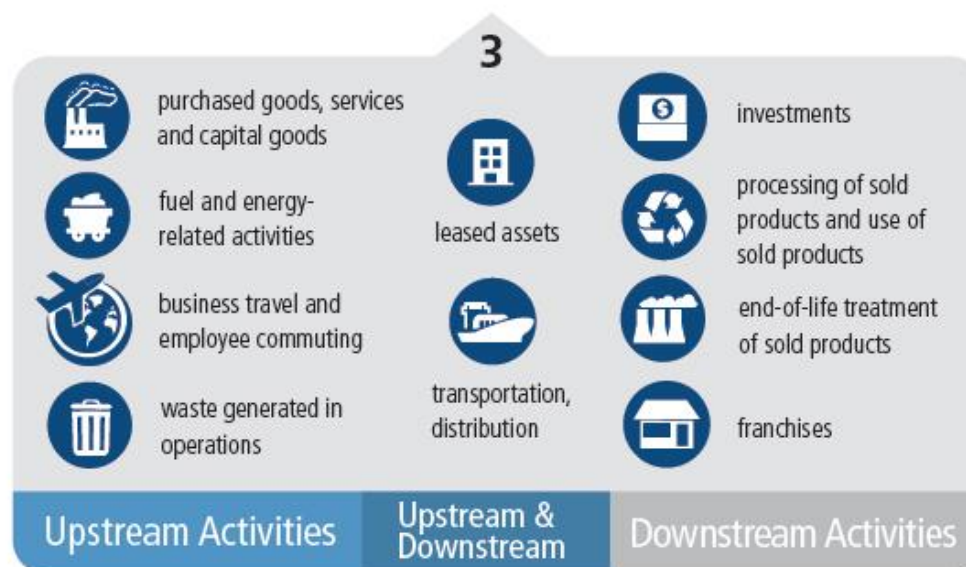 3
purchased goods, services
and capital goods
fuel and energy-
related activities
business travel and
employee commuting
waste generated in
operations
leased assets
transportation,
distribution
$
investments
processing of sold
products and use of
sold products
end-of-life treatment
of sold products
franchises
Upstream Activities
Upstream &
Downstream
Downstream Activities